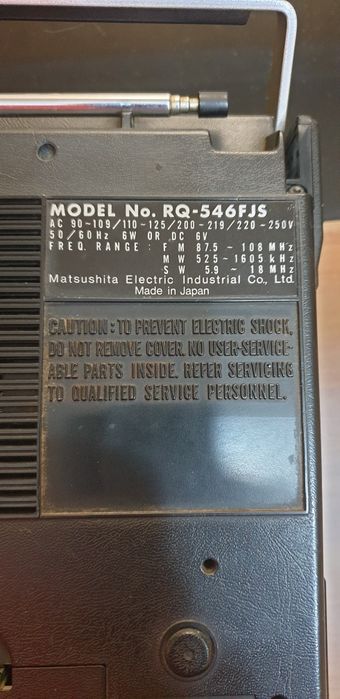 MODEL No. RQ-546FJS
AC 90~109/110~125/200~219/220~250V
50/60Hz 6W OR DC 6V
FREQ. RANGE: FM 87.5 ~ 108 MHz
MW 525~1605 kHz
SW 5.9 ~ 18 MHz
Matsushita Electric Industrial Co., Ltd.
Made in Japan
CAUTION: TO PREVENT ELECTRIC SHOCK,
DO NOT REMOVE COVER. NO USER-SERVICE-
ABLE PARTS INSIDE. REFER SERVICING
TO QUALIFIED SERVICE PERSONNEL.